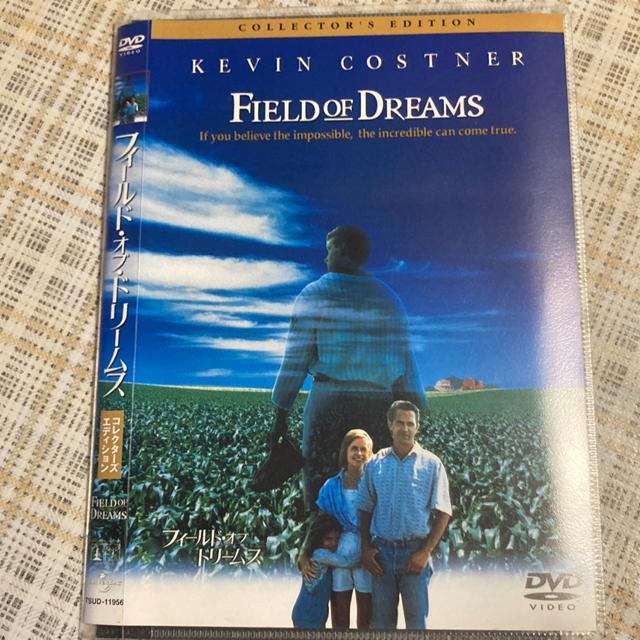 COLLECTOR'S EDITION
KEVIN COSTNER
FIELD OF DREAMS
If you believe the impossible, the incredible can come true.
フィールド・オブ
ドリームス
DVD
VIDEO
DVD
VIDEO
フィールド・オブ・ドリームス
コレクターズ
エディション
FIELD OF
DREAMS
TSUD-11956